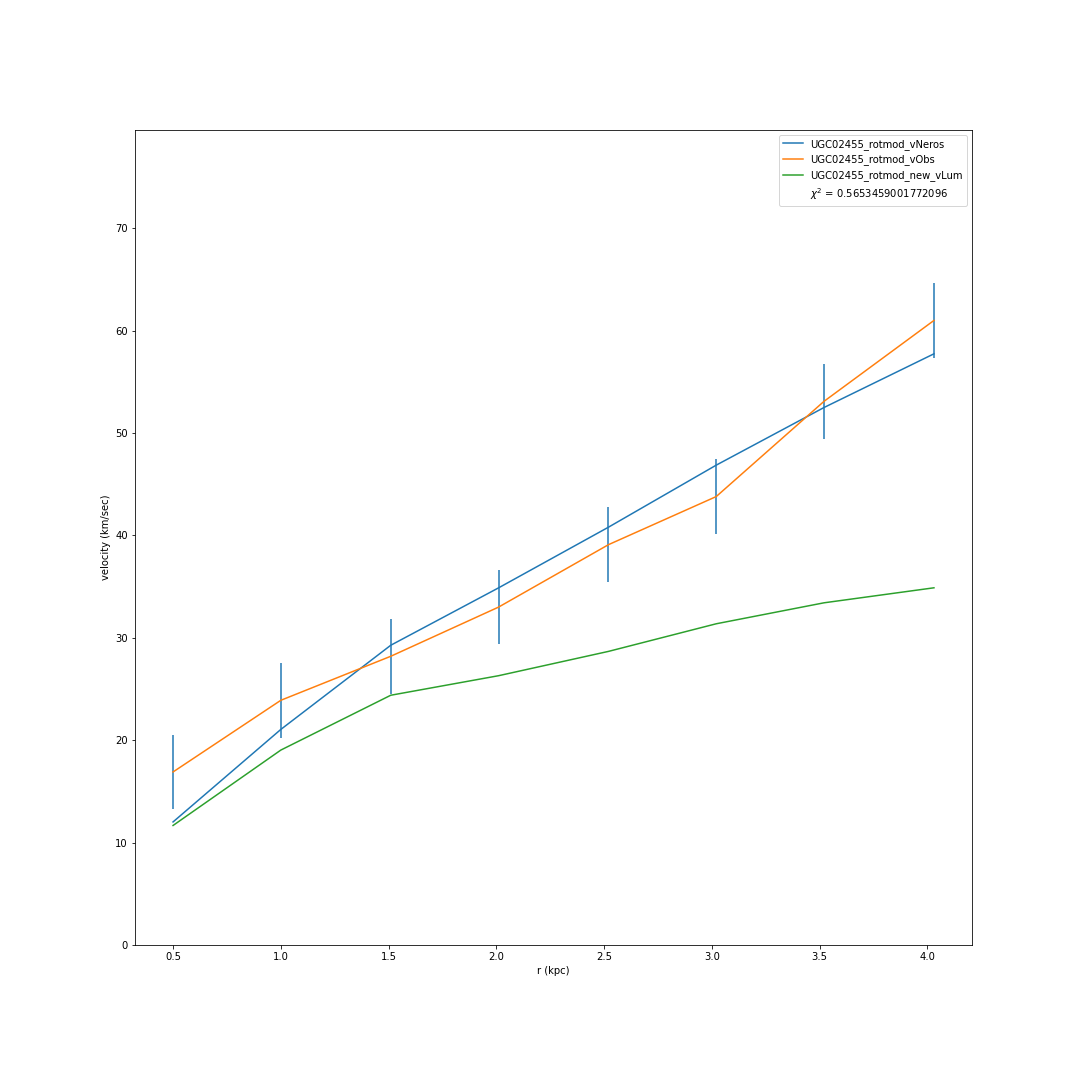 UGC02455_rotmod_vNeros
UGC02455_rotmod_vObs
UGC02455_rotmod_new_vLum
χ² = 0.5653459001772096
70
60
50
40
30
20
10
0
velocity (km/sec)
0.5 1.0 1.5 2.0 2.5 3.0 3.5 4.0
r (kpc)